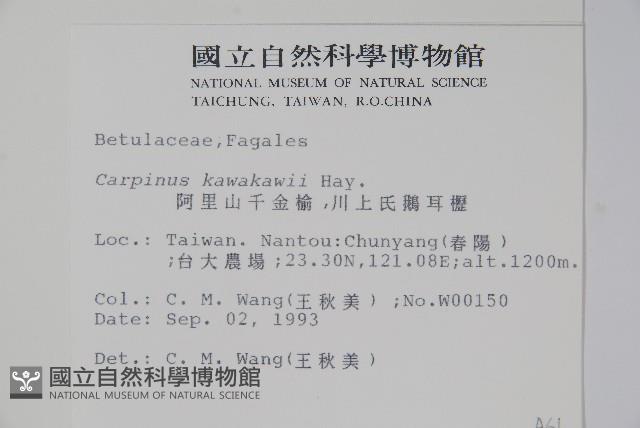 國立自然科學博物館
NATIONAL MUSEUM OF NATURAL SCIENCE
TAICHUNG, TAIWAN, R.O.CHINA
Betulaceae,Fagales
Carpinus kawakawii Hay.
阿里山千金榆,川上氏鵝耳櫪
Loc.: Taiwan. Nantou:Chunyang(春陽)
;台大農場;23.30N,121.08E;alt.1200m.
Col.: C. M. Wang(王秋美) ;No.W00150
Date: Sep. 02, 1993
Det.: C. M. Wang(王秋美)
國立自然科學博物館
NATIONAL MUSEUM OF NATURAL SCIENCE